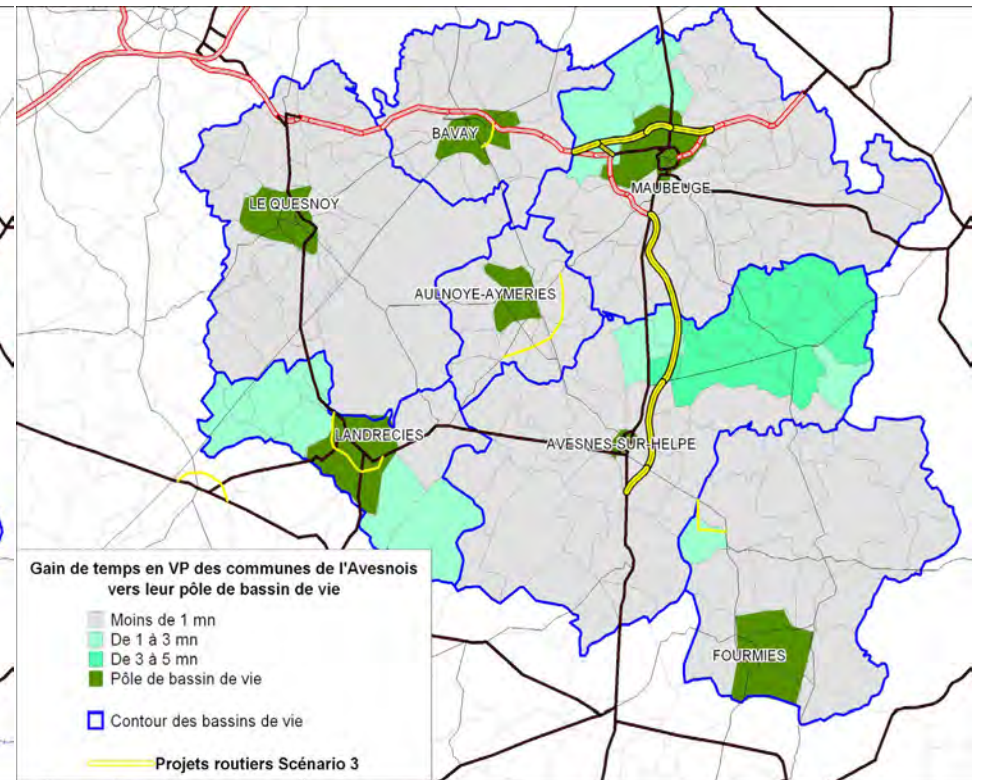 BAVAY
MAUBEUGE
LE QUESNOY
AULNOYE-AYMERIES
LANDRECIES
AVESNES-SUR-HELPE
FOURMIES
Gain de temps en VP des communes de l'Avesnois
vers leur pôle de bassin de vie
Moins de 1 mn
De 1 à 3 mn
De 3 à 5 mn
Pôle de bassin de vie
Contour des bassins de vie
Projets routiers Scénario 3